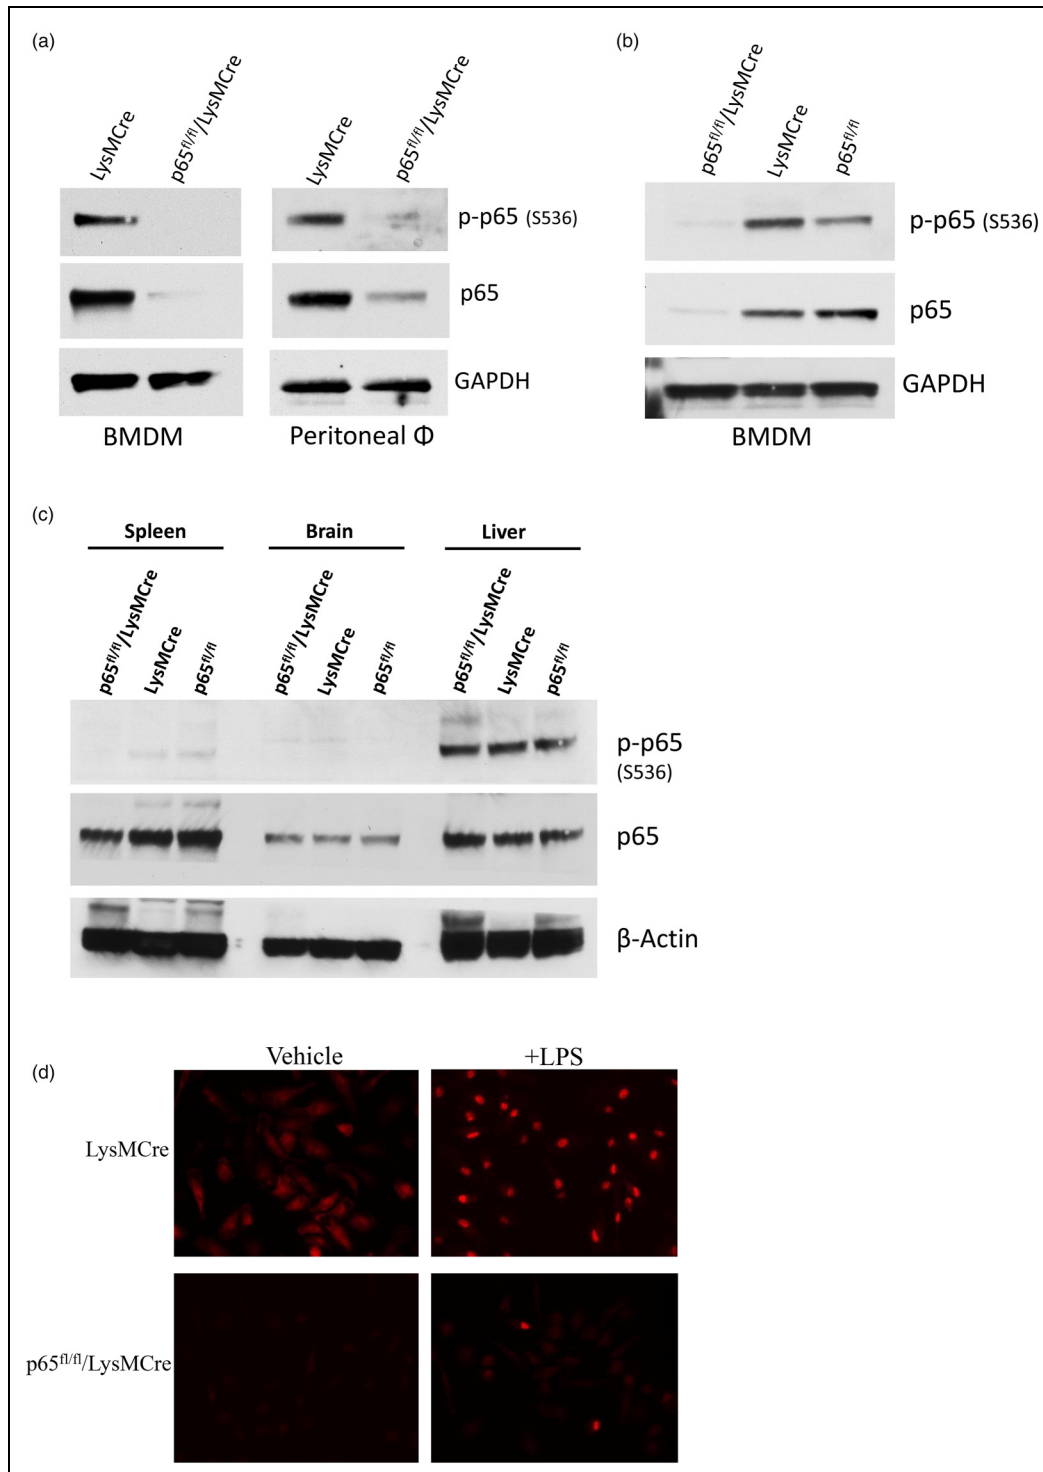 (a)
LysMCre
p65fl/fl/LysMCre
LysMCre
p65fl/fl/LysMCre
p-p65 (S536)
p65
GAPDH
BMDM
Peritoneal Φ
(b)
p65fl/fl/LysMCre
LysMCre
p65fl/fl
p-p65 (S536)
p65
GAPDH
BMDM
(c)
Spleen
Brain
Liver
p65fl/fl/LysMCre
LysMCre
p65fl/fl
p65fl/fl/LysMCre
LysMCre
p65fl/fl
p65fl/fl/LysMCre
LysMCre
p65fl/fl
p-p65
(S536)
p65
β-Actin
(d)
Vehicle
+LPS
LysMCre
p65fl/fl/LysMCre